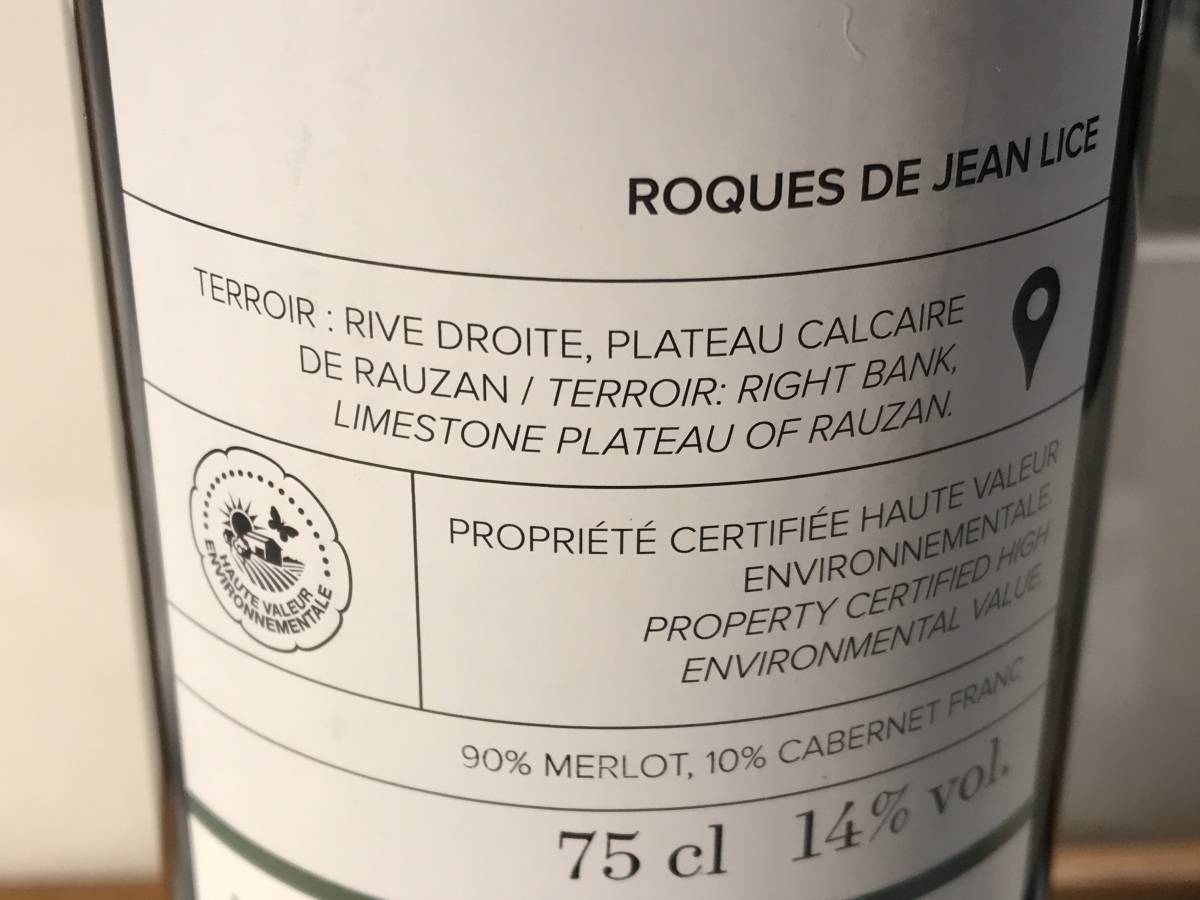 ROQUES DE JEAN LICE
TERROIR : RIVE DROITE, PLATEAU CALCAIRE
DE RAUZAN / TERROIR: RIGHT BANK,
LIMESTONE PLATEAU OF RAUZAN.
HAUTE VALEUR
ENVIRONNEMENTALE
PROPRIÉTÉ CERTIFIÉE HAUTE VALEUR
ENVIRONNEMENTALE.
PROPERTY CERTIFIED HIGH
ENVIRONMENTAL VALUE.
90% MERLOT, 10% CABERNET FRANC
75 cl 14% vol.